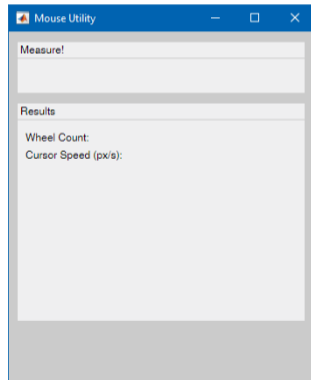 Mouse Utility
Measure!
Results
Wheel Count:
Cursor Speed (px/s):